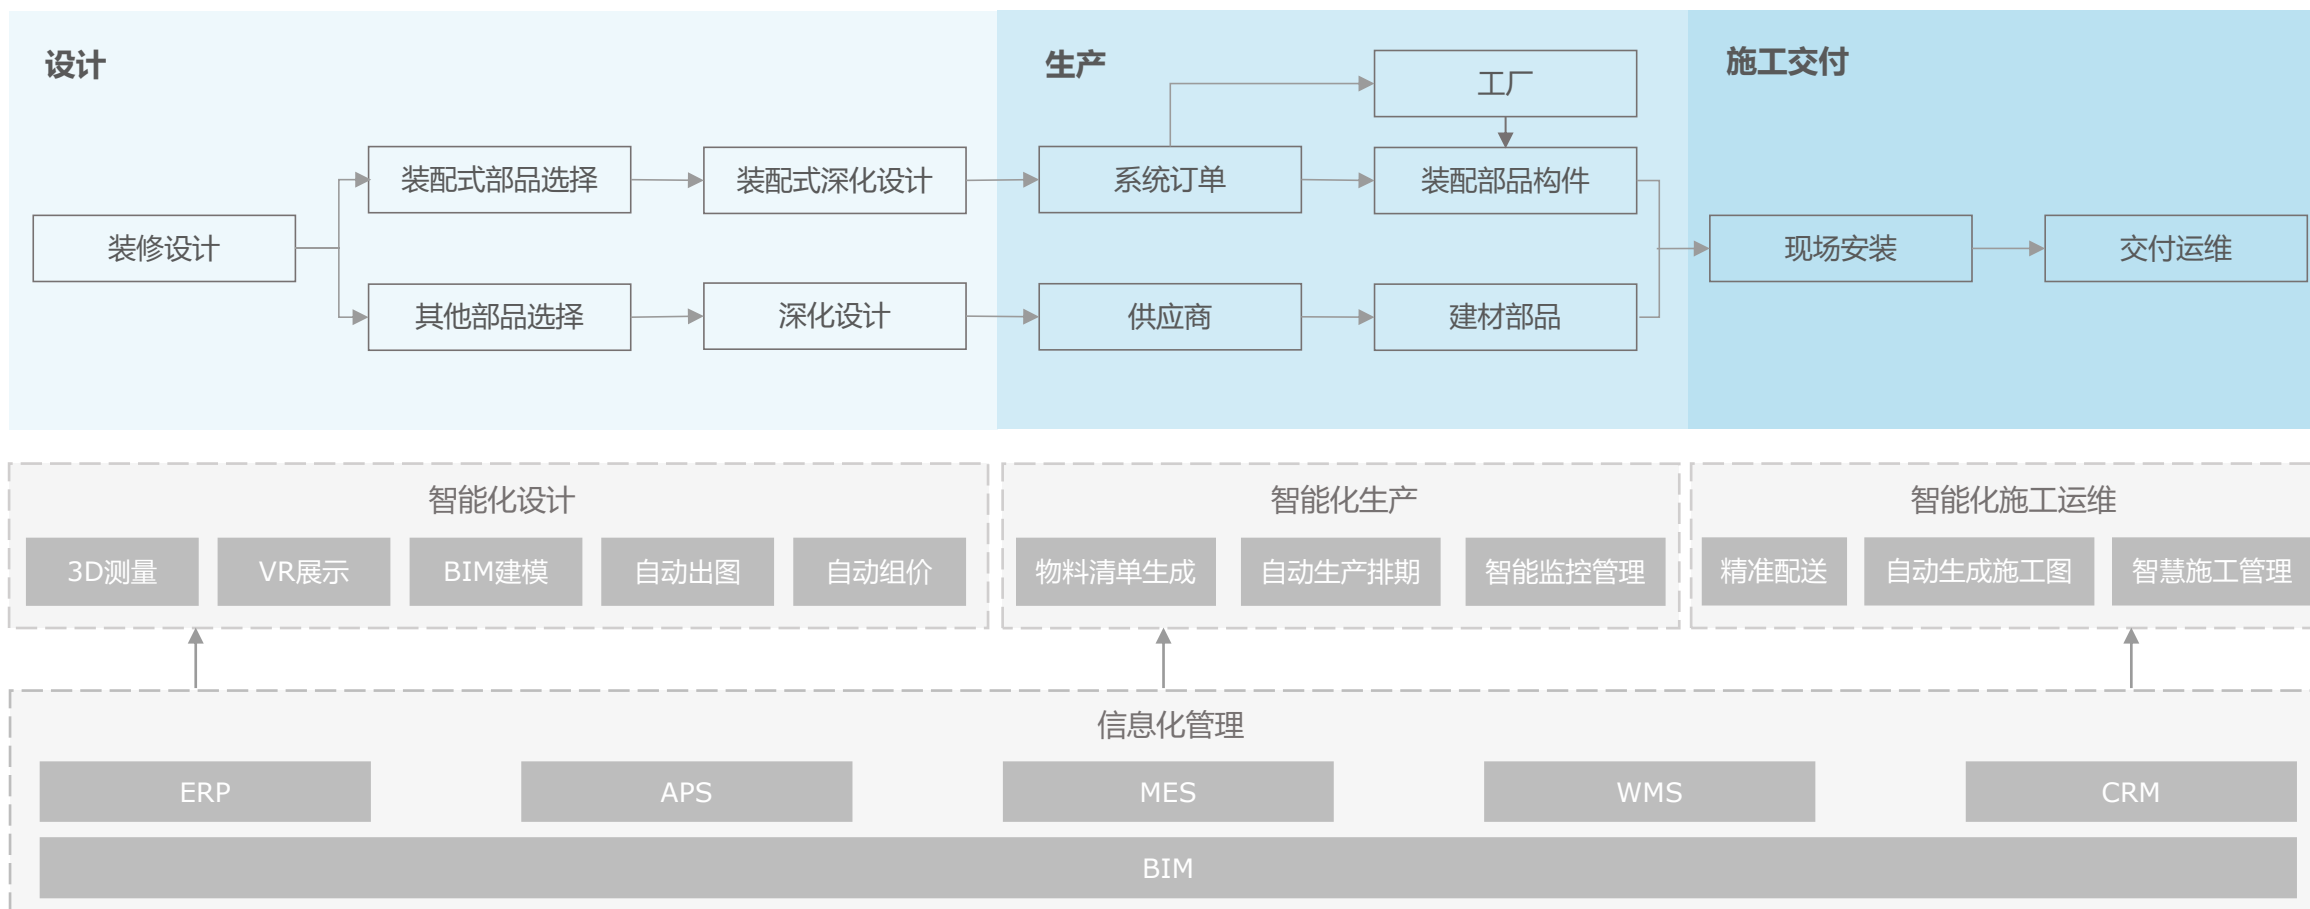 设计
生产
施工交付
工厂
装配式部品选择
装配式深化设计
系统订单
装配部品构件
装修设计
现场安装
交付运维
其他部品选择
深化设计
供应商
建材部品
智能化设计
智能化生产
智能化施工运维
3D测量
VR展示
BIM建模
自动出图
自动组价
物料清单生成
自动生产排期
智能监控管理
精准配送
自动生成施工图
智慧施工管理
信息化管理
ERP
APS
MES
WMS
CRM
BIM